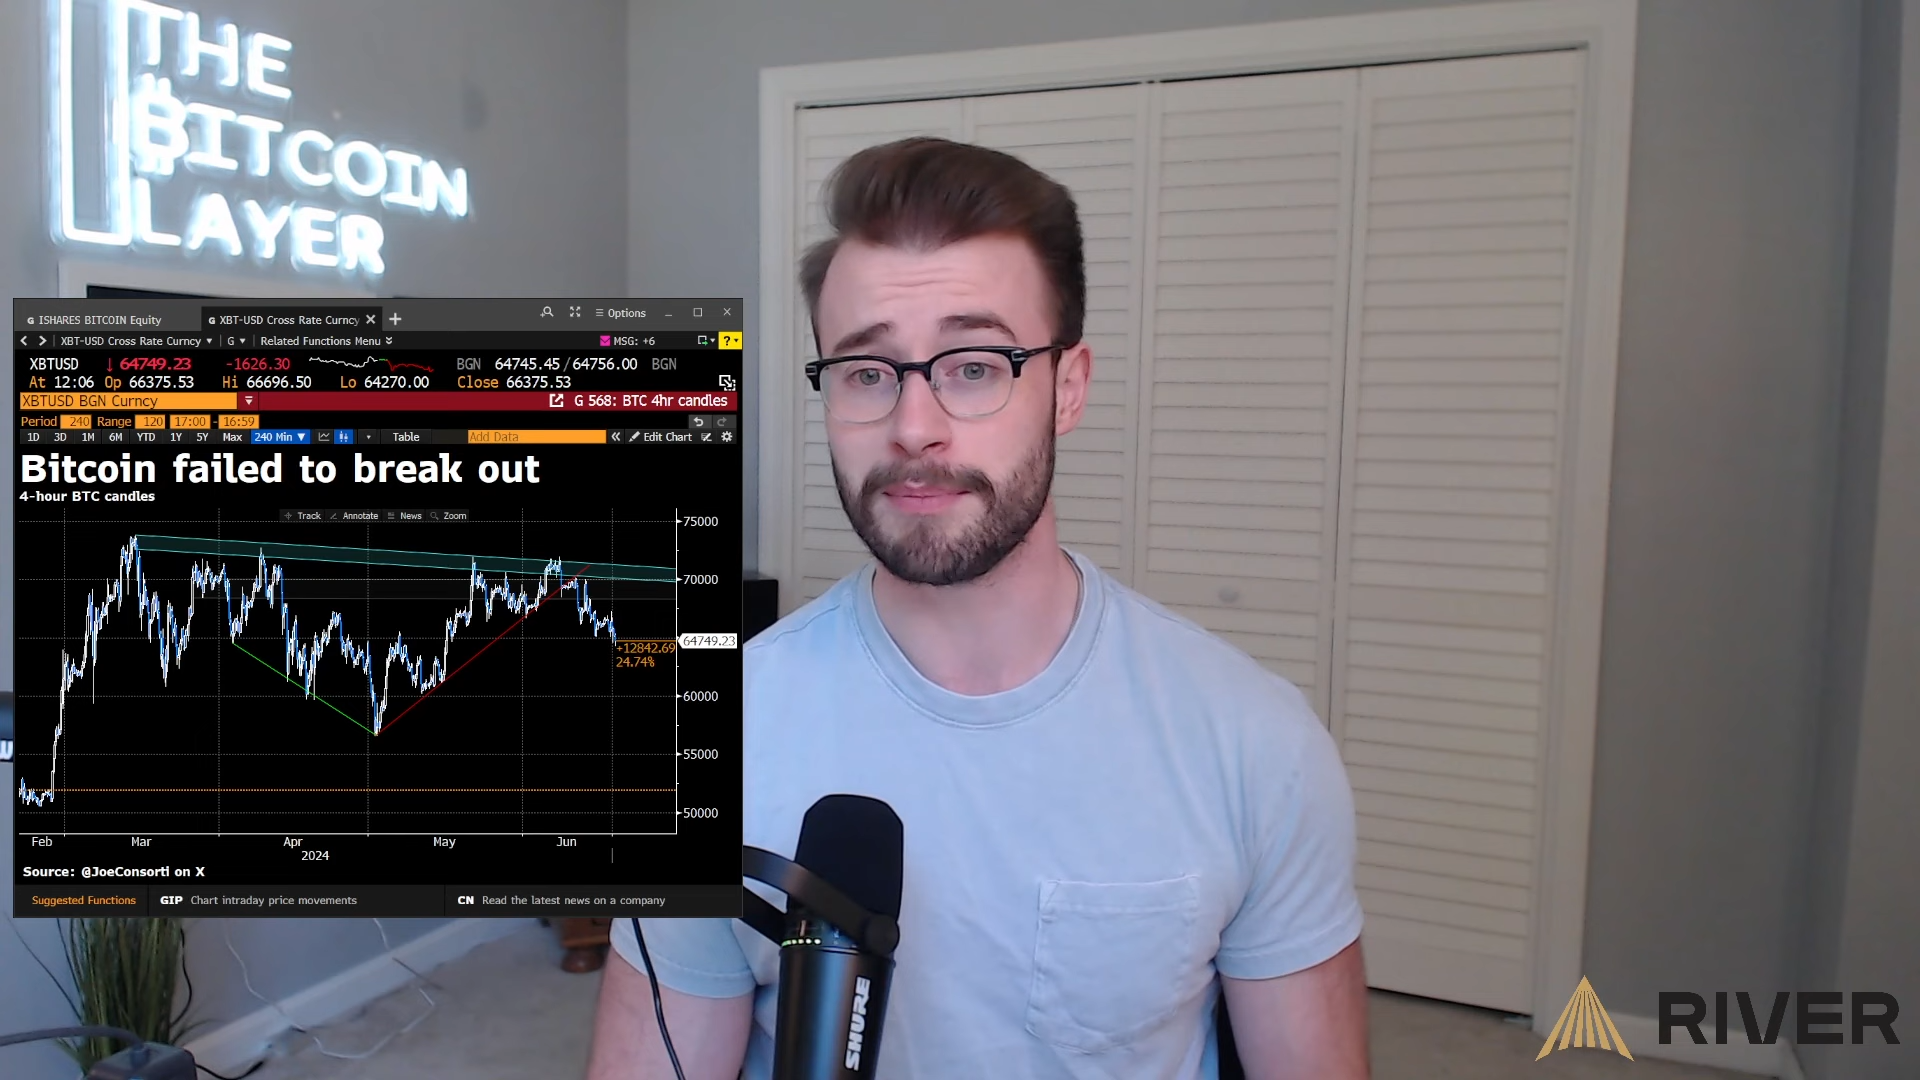 THE
BITCOIN
LAYER
G ISHARES BITCOIN Equity
G XBT-USD Cross Rate Curncy
Options
XBT-USD Cross Rate Curncy
G
Related Functions Menu
MSG: +6
?
XBTUSD
↓ 64749.23
-1626.30
BGN
64745.45/64756.00
BGN
At 12:06
Op 66375.53
Hi 66696.50
Lo 64270.00
Close 66375.53
XBTUSD BGN Curncy
G 568: BTC 4hr candles
Period 240 Range 120 17:00 - 16:59
1D 3D 1M 6M YTD 1Y 5Y Max 240 Min Table Add Data « Edit Chart
Bitcoin failed to break out
4-hour BTC candles
Track Annotate News Zoom
75000
70000
64749.23
+12842.69
24.74%
60000
55000
50000
Feb Mar Apr May Jun
2024
Source: @JoeConsorti on X
Suggested Functions
GIP Chart intraday price movements
CN Read the latest news on a company
SHURE
RIVER